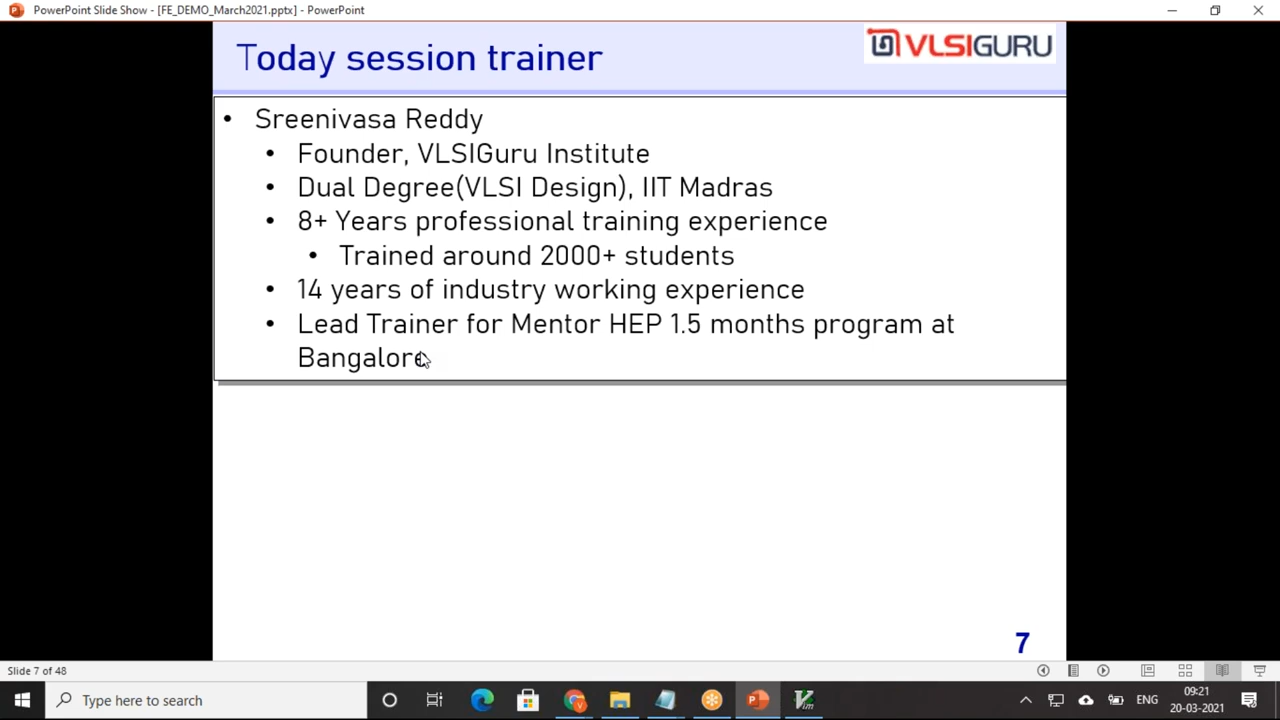 PowerPoint Slide Show - [FE_DEMO_March2021.pptx] - PowerPoint
Today session trainer
VLSIGURU
• Sreenivasa Reddy
• Founder, VLSIGuru Institute
• Dual Degree(VLSI Design), IIT Madras
• 8+ Years professional training experience
• Trained around 2000+ students
• 14 years of industry working experience
• Lead Trainer for Mentor HEP 1.5 months program at
Bangalore
7
Slide 7 of 48
Type here to search
ENG
09:21
20-03-2021